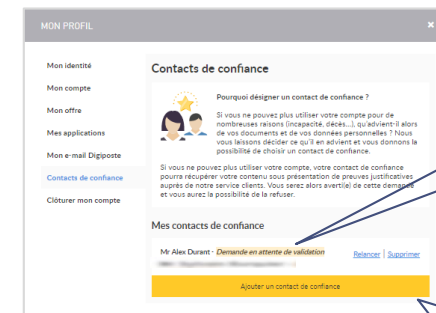 MON PROFIL
Mon identité
Mon compte
Mon offre
Mes applications
Mon e-mail Digiposte
Contacts de confiance
Clôturer mon compte
Contacts de confiance
Pourquoi désigner un contact de confiance ?
Si vous ne pouvez plus utiliser votre compte pour de
nombreuses raisons (incapacité, décès...), qu'advient-il alors
de vos documents et de vos données personnelles ? Nous
vous laissons décider ce qu'il en advient et vous donnons la
possibilité de choisir un contact de confiance.
Si vous ne pouvez plus utiliser votre compte, votre contact de confiance
pourra récupérer votre contenu sous présentation de preuves justificatives
auprès de notre service clients. Vous serez alors averti(e) de cette demande
et vous aurez la possibilité de la refuser.
Mes contacts de confiance
Mr Alex Durant - Demande en attente de validation
Relancer | Supprimer
Ajouter un contact de confiance